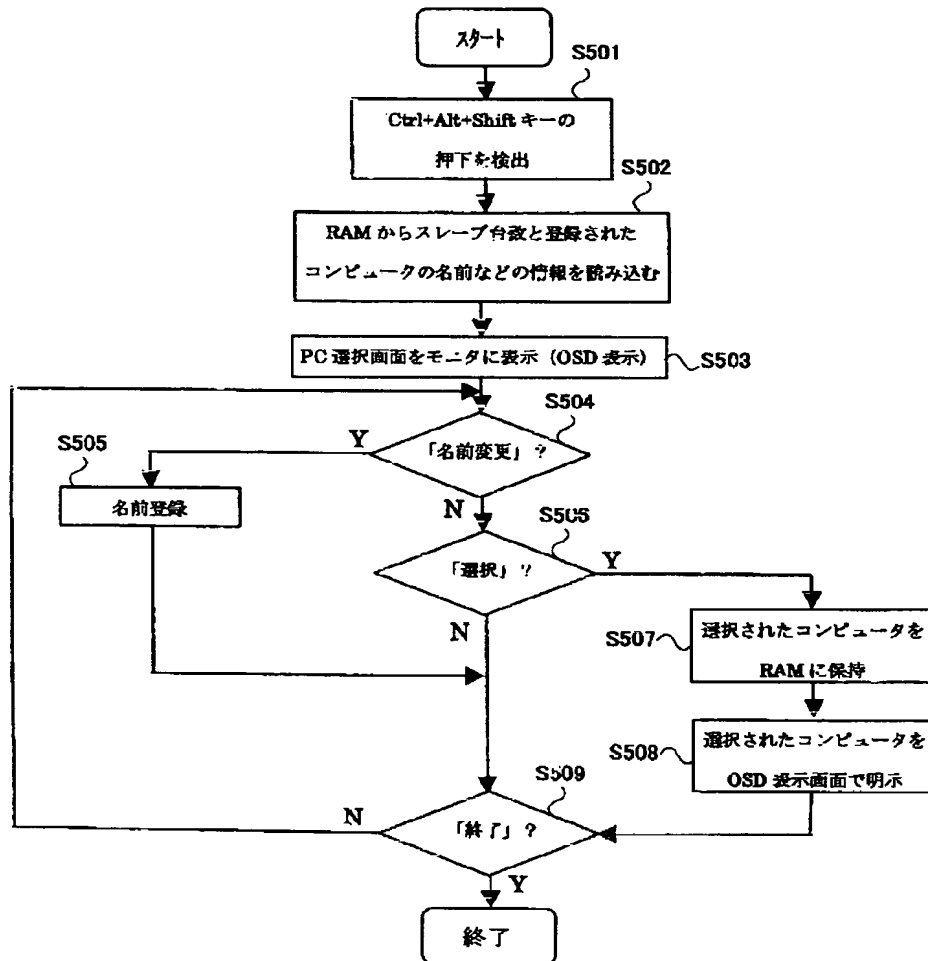 スタート
S501
Ctrl+Alt+Shift キーの
押下を検出
S502
RAM からスレーブ台数と登録された
コンピュータの名前などの情報を読み込む
PC 選択画面をモニタに表示（OSD 表示）
S503
S504
「名前変更」？
Y
N
S505
名前登録
S506
「選択」？
Y
N
S507
選択されたコンピュータを
RAM に保持
S508
選択されたコンピュータを
OSD 表示画面で明示
S509
「終了」？
N
Y
終了